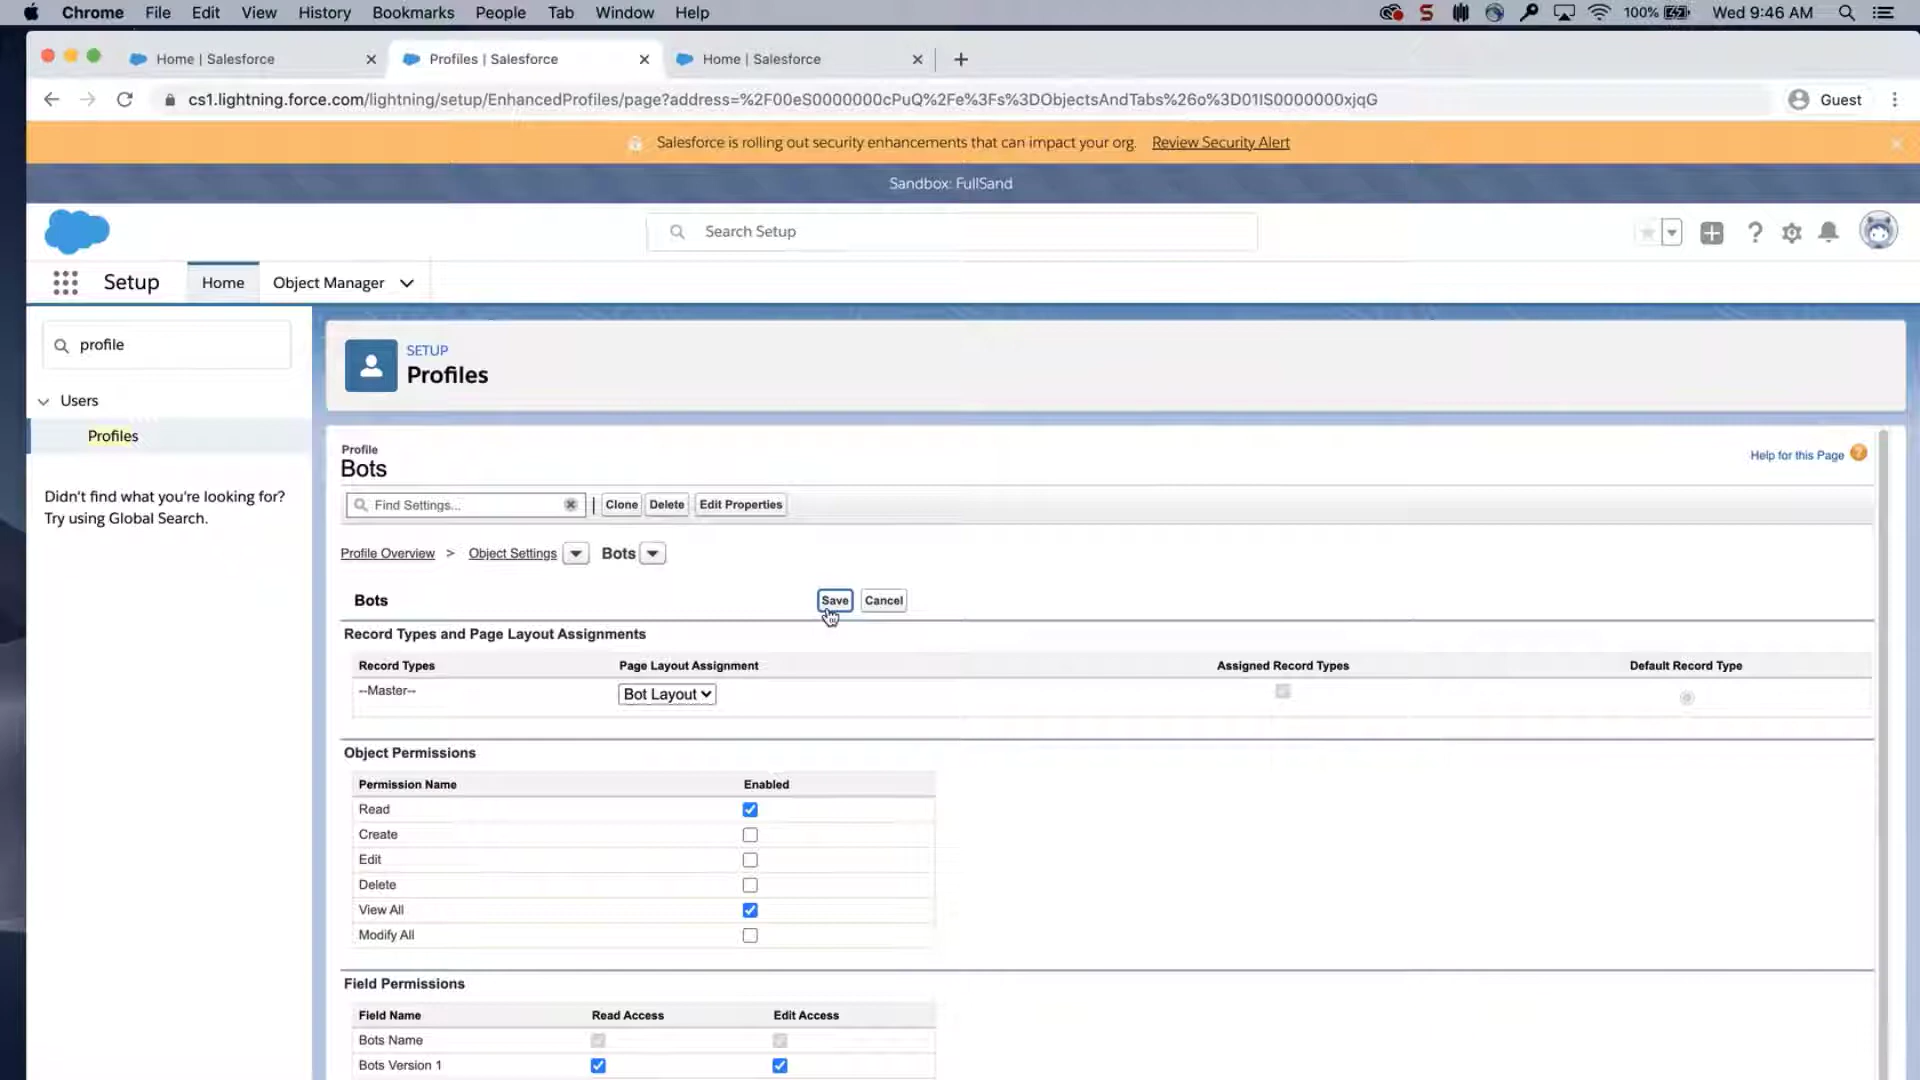 Chrome File Edit View History Bookmarks People Tab Window Help 100% Wed 9:46 AM
Home | Salesforce Profiles | Salesforce Home | Salesforce
cs1.lightning.force.com/lightning/setup/EnhancedProfiles/page?address=%2F00eS0000000cPuQ%2Fe%3Fs%3DObjectsAndTabs%26o%3D01IS0000000xjqG Guest
Salesforce is rolling out security enhancements that can impact your org. Review Security Alert
Sandbox: FullSand
Search Setup
Setup Home Object Manager
profile
Users
Profiles
Didn't find what you're looking for?
Try using Global Search.
SETUP
Profiles
Profile
Bots
Help for this Page
Find Settings... | Clone Delete Edit Properties
Profile Overview > Object Settings Bots
Bots Save Cancel
Record Types and Page Layout Assignments
Record Types Page Layout Assignment Assigned Record Types Default Record Type
--Master-- Bot Layout
Object Permissions
Permission Name Enabled
Read
Create
Edit
Delete
View All
Modify All
Field Permissions
Field Name Read Access Edit Access
Bots Name
Bots Version 1